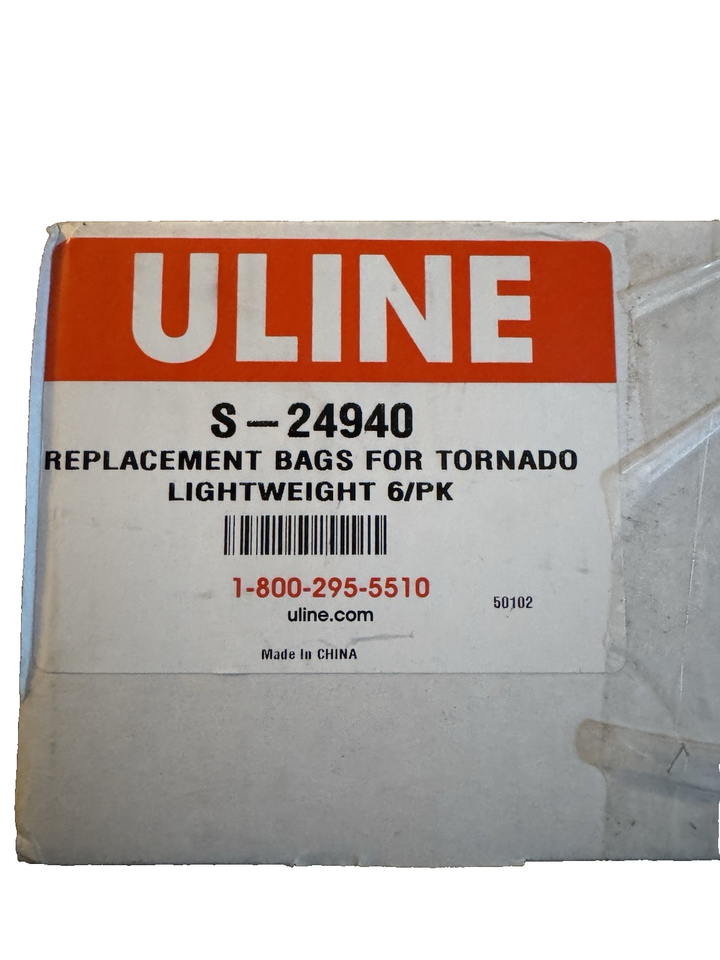 ULINE
S-24940
REPLACEMENT BAGS FOR TORNADO
LIGHTWEIGHT 6/PK
1-800-295-5510
uline.com
50102
Made In CHINA